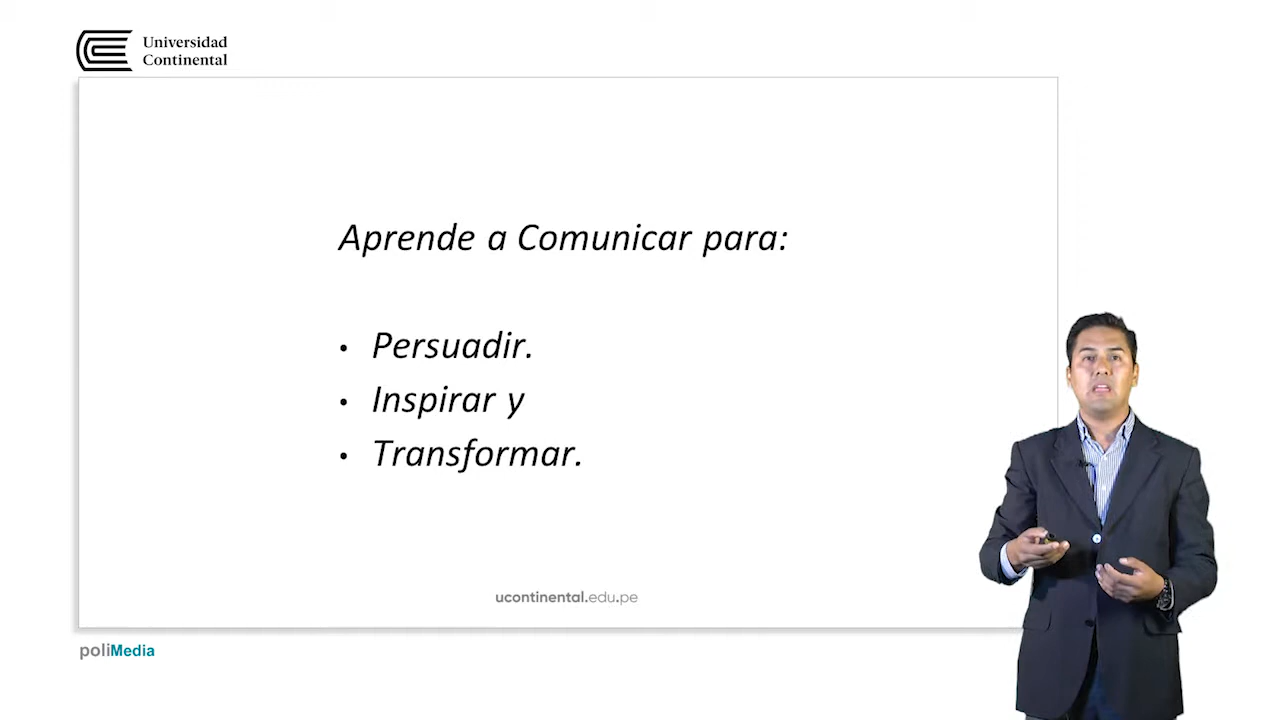 Universidad
Continental
Aprende a Comunicar para:
• Persuadir.
• Inspirar y
• Transformar.
ucontinental.edu.pe
poliMedia